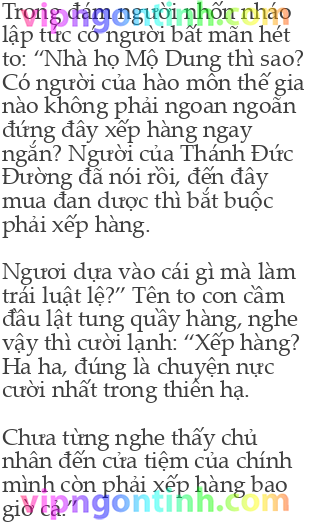 Trong đám người nhốn nháo
lập tức có người bất mãn hét
to: “Nhà họ Mộ Dung thì sao?
Có người của hào môn thế gia
nào không phải ngoan ngoãn
đứng đây xếp hàng ngay
ngắn? Người của Thánh Đức
Đường đã nói rồi, đến đây
mua đan dược thì bắt buộc
phải xếp hàng.
Ngươi dựa vào cái gì mà làm
trái luật lệ?” Tên to con cầm
đầu lật tung quầy hàng, nghe
vậy thì cười lạnh: “Xếp hàng?
Ha ha, đúng là chuyện nực
cười nhất trong thiên hạ.
Chưa từng nghe thấy chủ
nhân đến cửa tiệm của chính
mình còn phải xếp hàng bao
giờ cả.”
vipngontinh.com
vipngontinh.com